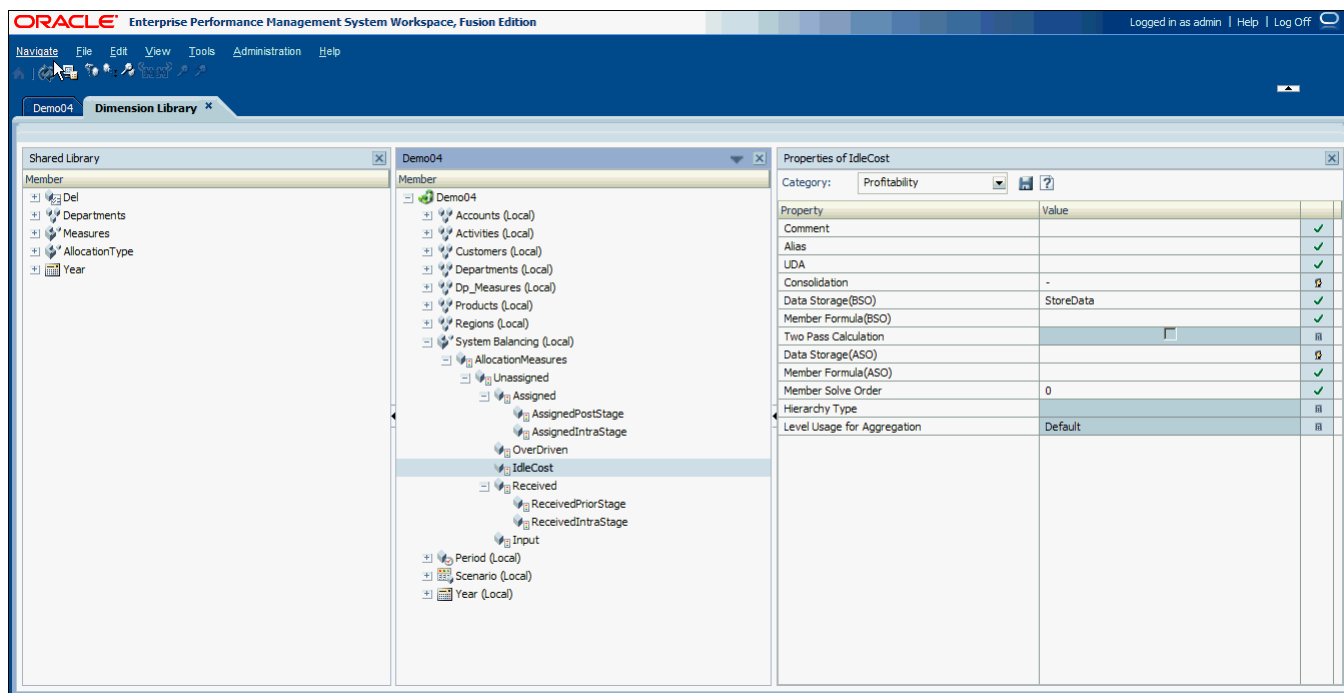 ORACLE Enterprise Performance Management System Workspace, Fusion Edition Logged in as admin | Help | Log Off
Navigate File Edit View Tools Administration Help
Demo04 Dimension Library
Shared Library
Member
Del
Departments
Measures
AllocationType
Year
Demo04
Member
Demo04
Accounts (Local)
Activities (Local)
Customers (Local)
Departments (Local)
Dp_Measures (Local)
Products (Local)
Regions (Local)
System Balancing (Local)
AllocationMeasures
Unassigned
Assigned
AssignedPostStage
AssignedIntraStage
OverDriven
IdleCost
Received
ReceivedPriorStage
ReceivedIntraStage
Input
Period (Local)
Scenario (Local)
Year (Local)
Properties of IdleCost
Category: Profitability
Property Value
Comment
Alias
UDA
Consolidation -
Data Storage(BSO) StoreData
Member Formula(BSO)
Two Pass Calculation
Data Storage(ASO)
Member Formula(ASO)
Member Solve Order 0
Hierarchy Type
Level Usage for Aggregation Default